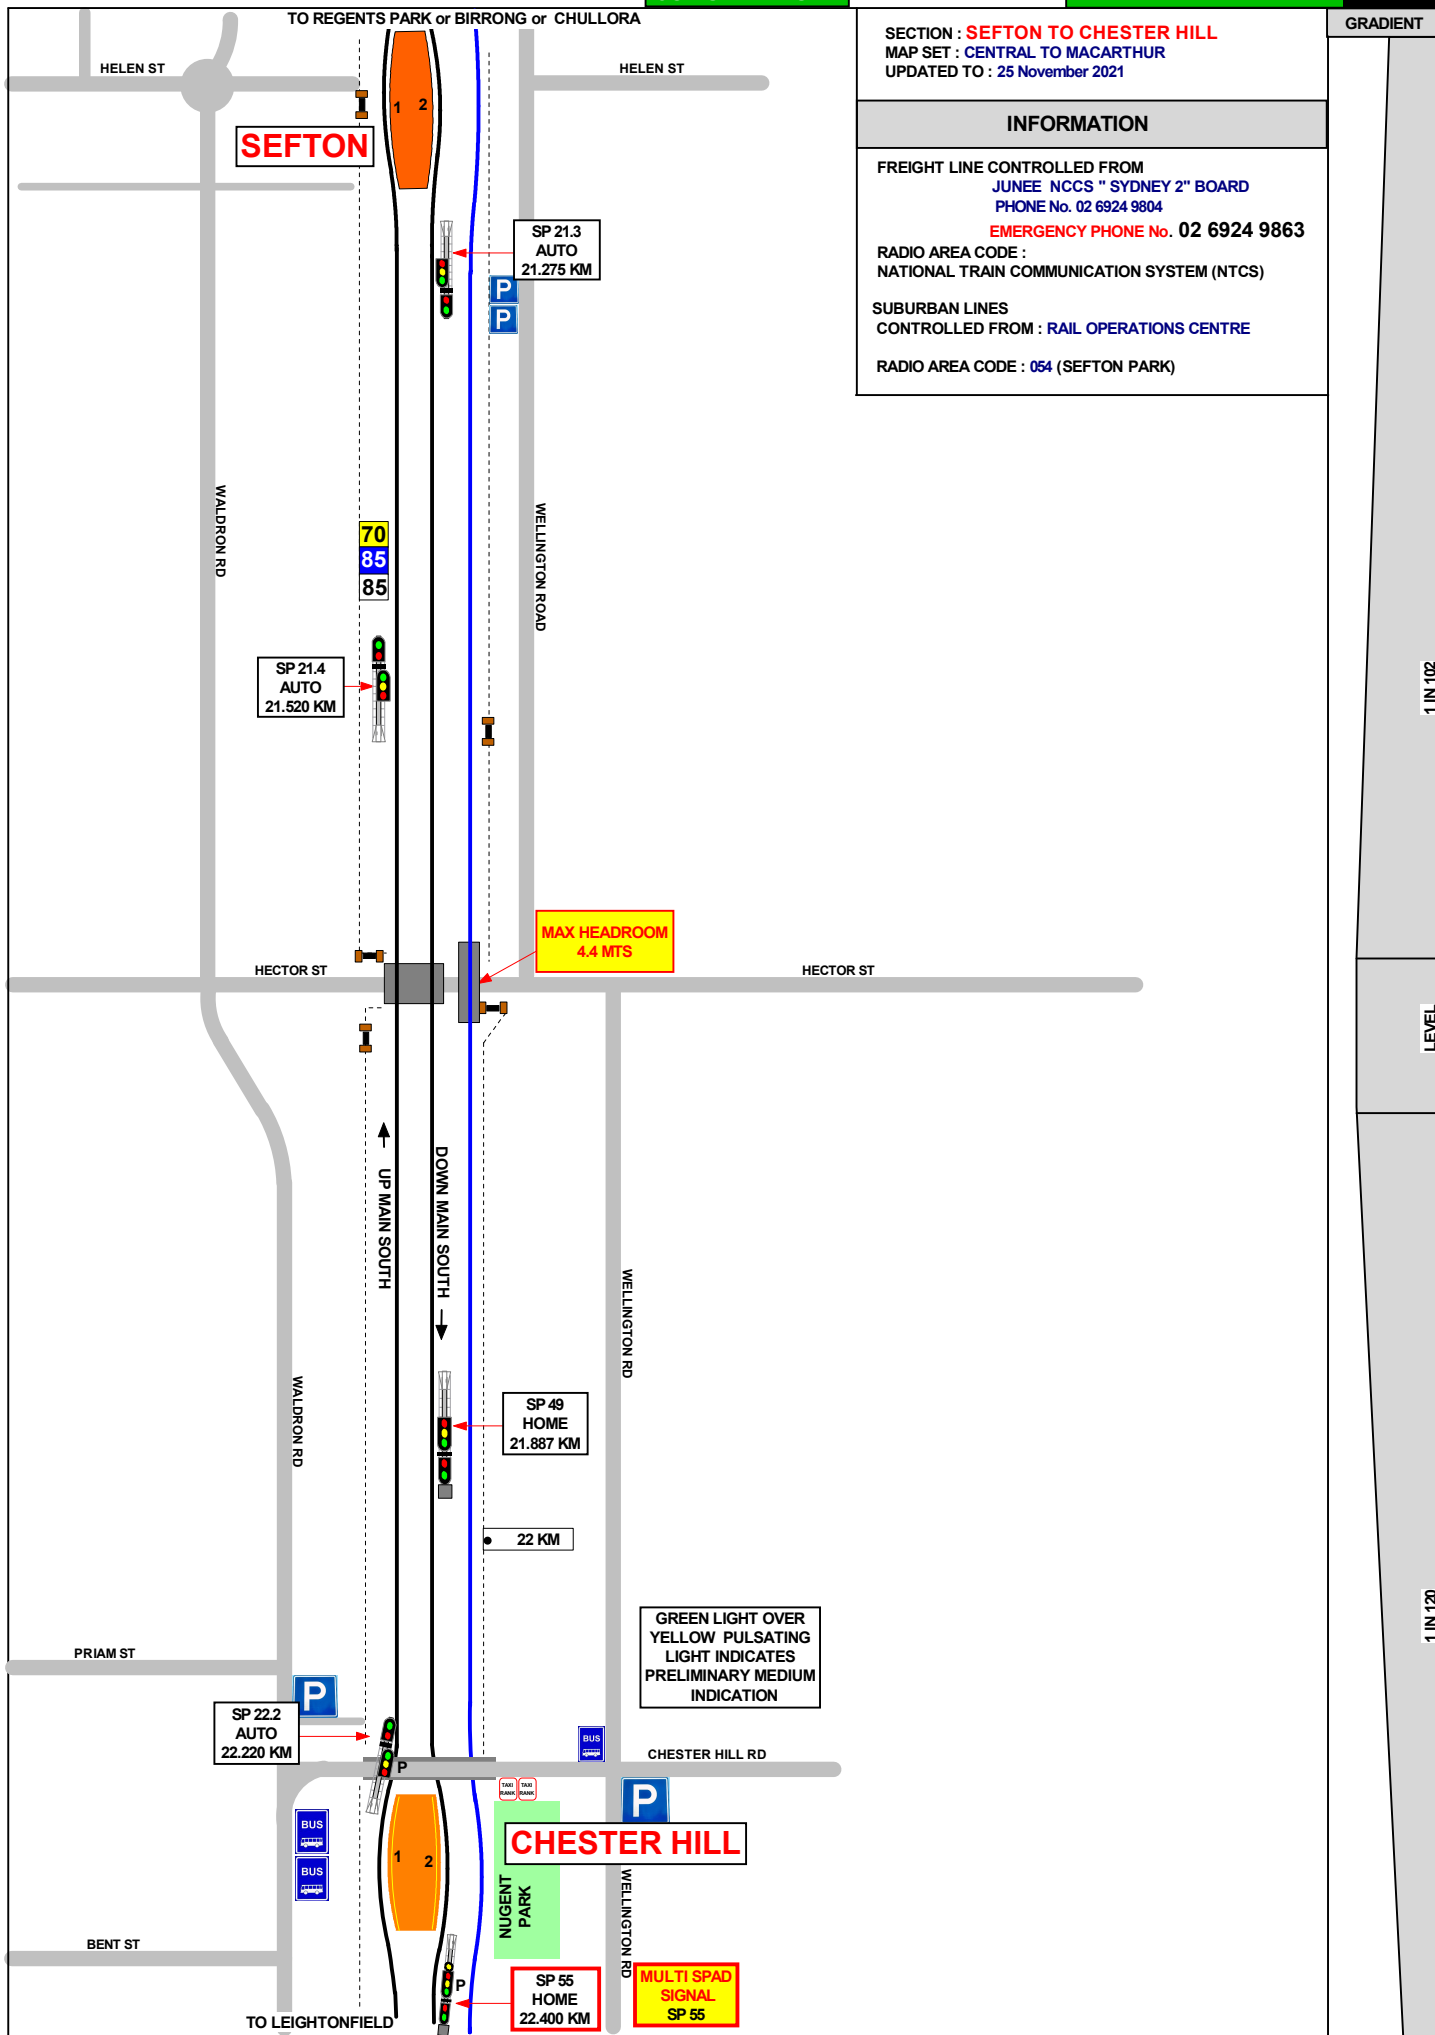 TO REGENTS PARK or BIRRONG or CHULLORA
SECTION : SEFTON TO CHESTER HILL
MAP SET : CENTRAL TO MACARTHUR
UPDATED TO : 25 November 2021
GRADIENT
INFORMATION
FREIGHT LINE CONTROLLED FROM
JUNEE NCCS " SYDNEY 2" BOARD
PHONE No. 02 6924 9804
EMERGENCY PHONE No. 02 6924 9863
RADIO AREA CODE :
NATIONAL TRAIN COMMUNICATION SYSTEM (NTCS)
SUBURBAN LINES
CONTROLLED FROM : RAIL OPERATIONS CENTRE
RADIO AREA CODE : 054 (SEFTON PARK)
HELEN ST
HELEN ST
1 2
SEFTON
SP 21.3
AUTO
21.275 KM
P
P
WALDRON RD
WELLINGTON ROAD
70
85
85
SP 21.4
AUTO
21.520 KM
1 IN 102
MAX HEADROOM
4.4 MTS
HECTOR ST
HECTOR ST
LEVEL
UP MAIN SOUTH
DOWN MAIN SOUTH
WELLINGTON RD
WALDRON RD
SP 49
HOME
21.887 KM
22 KM
GREEN LIGHT OVER
YELLOW PULSATING
LIGHT INDICATES
PRELIMINARY MEDIUM
INDICATION
1 IN 120
PRIAM ST
P
SP 22.2
AUTO
22.220 KM
P
BUS
CHESTER HILL RD
TAXI
RANK
TAXI
RANK
P
BUS
BUS
1 2
CHESTER HILL
NUGENT
PARK
WELLINGTON RD
BENT ST
P
SP 55
HOME
22.400 KM
MULTI SPAD
SIGNAL
SP 55
TO LEIGHTONFIELD